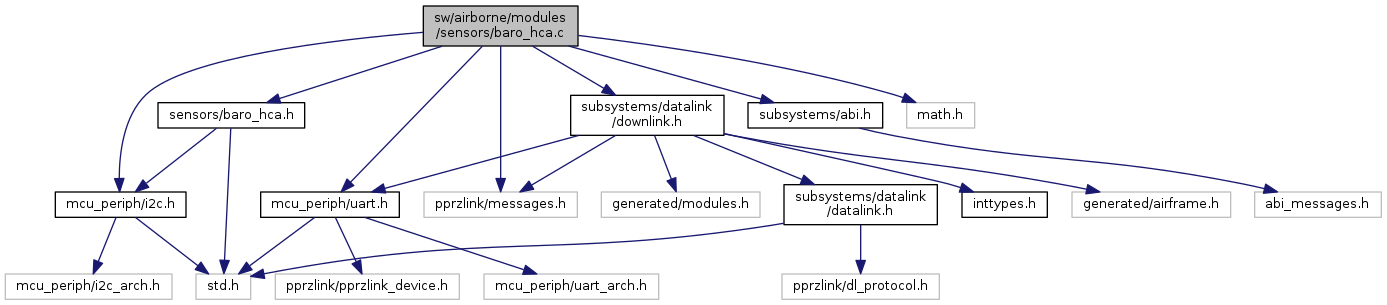 sw/airborne/modules
/sensors/baro_hca.c
sensors/baro_hca.h
subsystems/datalink
/downlink.h
subsystems/abi.h
math.h
mcu_periph/i2c.h
mcu_periph/uart.h
pprzlink/messages.h
generated/modules.h
subsystems/datalink
/datalink.h
inttypes.h
generated/airframe.h
abi_messages.h
mcu_periph/i2c_arch.h
std.h
pprzlink/pprzlink_device.h
mcu_periph/uart_arch.h
pprzlink/dl_protocol.h